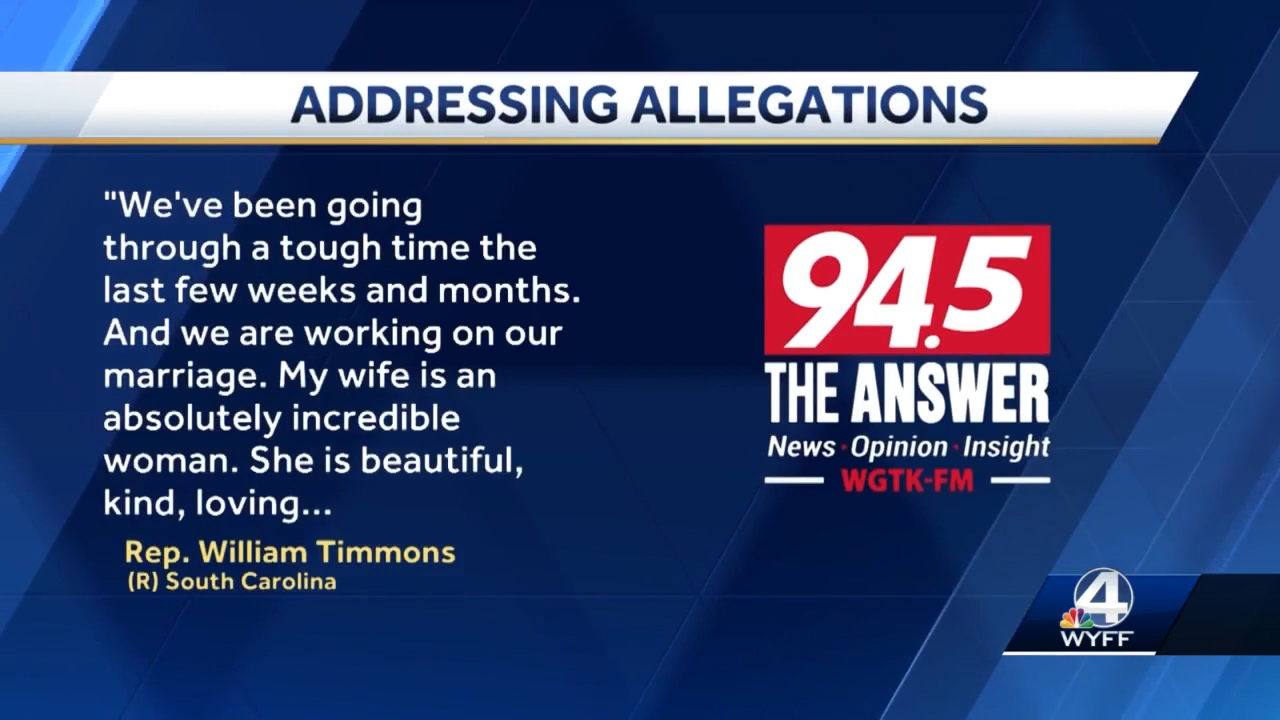 ADDRESSING ALLEGATIONS
"We've been going
through a tough time the
last few weeks and months.
And we are working on our
marriage. My wife is an
absolutely incredible
woman. She is beautiful,
kind, loving...
Rep. William Timmons
(R) South Carolina
94.5
THE ANSWER
News · Opinion · Insight
WGTK-FM
4
WYFF